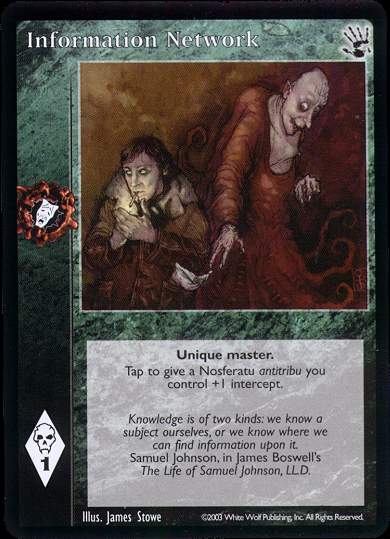 Information Network
Unique master.
Tap to give a Nosferatu antitribu you
control +1 intercept.
Knowledge is of two kinds: we know a
subject ourselves, or we know where we
can find information upon it.
Samuel Johnson, in James Boswell's
The Life of Samuel Johnson, LL.D.
1
Illus. James Stowe
©2003 White Wolf Publishing, Inc. All Rights Reserved.